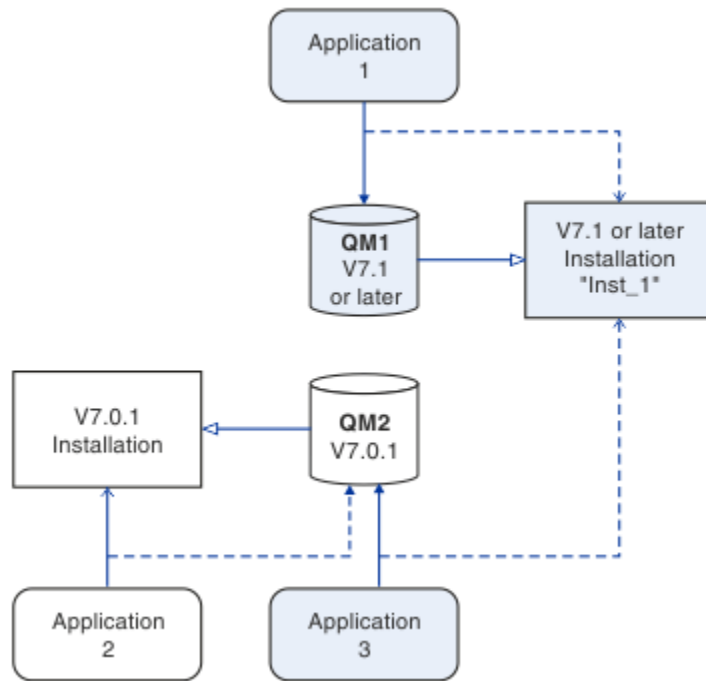 Application
1
QM1
V7.1
or later
V7.1 or later
Installation
"Inst_1"
V7.0.1
Installation
QM2
V7.0.1
Application
2
Application
3